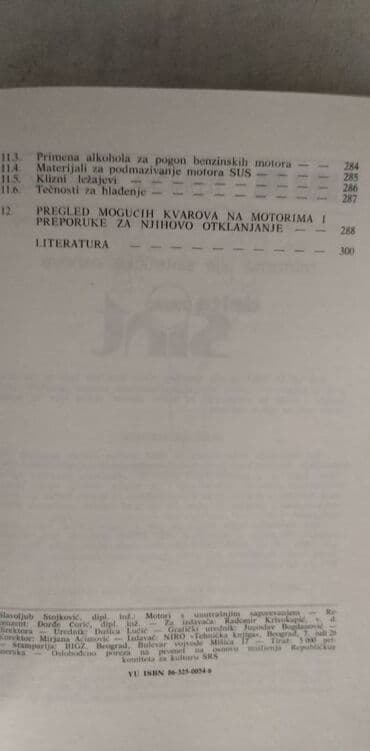 11.3. Primena alkohola za pogon benzinskih motora — — 284
11.4. Materijali za podmazivanje motora SUS — — — — 285
11.5. Klizni ležajevi — — — — — — — — — 286
11.6. Tečnosti za hlađenje — — — — — — — — 287
12. PREGLED MOGUCIH KVAROVA NA MOTORIMA I
PREPORUKE ZA NJIHOVO OTKLANJANJE — — 288
LITERATURA — — — — — — — — — 300
Slavoljub Stojković, dipl. inž.: Motori s unutrašnjim sagorevanjem — Re-
cenzent: Đorđe Ćorić, dipl. inž. — Za izdavača: Radomir Krivokapić, v. d.
direktora — Urednik: Dušica Lučić — Grafički urednik: Jugoslav Bogdanović —
Korektor: Mirjana Aćimović — Izdavač: NIRO »Tehnička knjiga«, Beograd, 7. juli 26
— Štamparija: BIGZ, Beograd, Bulevar vojvode Mišića 17 — Tiraž: 5 000 pri-
meraka — Oslobođeno poreza na promet na osnovu mišljenja Republičkog
komiteta za kulturu SRS
YU ISBN 86-325-0054-6